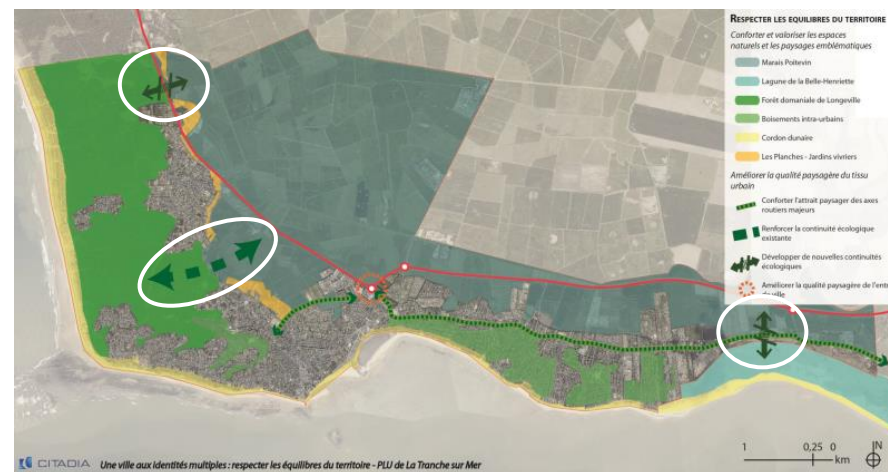 RESPECTER LES EQUILIBRES DU TERRITOIRE
Conforter et valoriser les espaces
naturels et les paysages emblématiques
Marais Poitevin
Lagune de la Belle-Henriette
Forêt domaniale de Longeville
Boisements intra-urbains
Cordon dunaire
Les Planches - Jardins vivriers
Améliorer la qualité paysagère du tissu
urbain
Conforter l'attrait paysager des axes
routiers majeurs
Renforcer la continuité écologique
existante
Développer de nouvelles continuités
écologiques
Améliorer la qualité paysagère de l'entr
de ville
1 0,25 0
km
N
CITADIA Une ville aux identités multiples : respecter les équilibres du territoire - PLU de La Tranche sur Mer